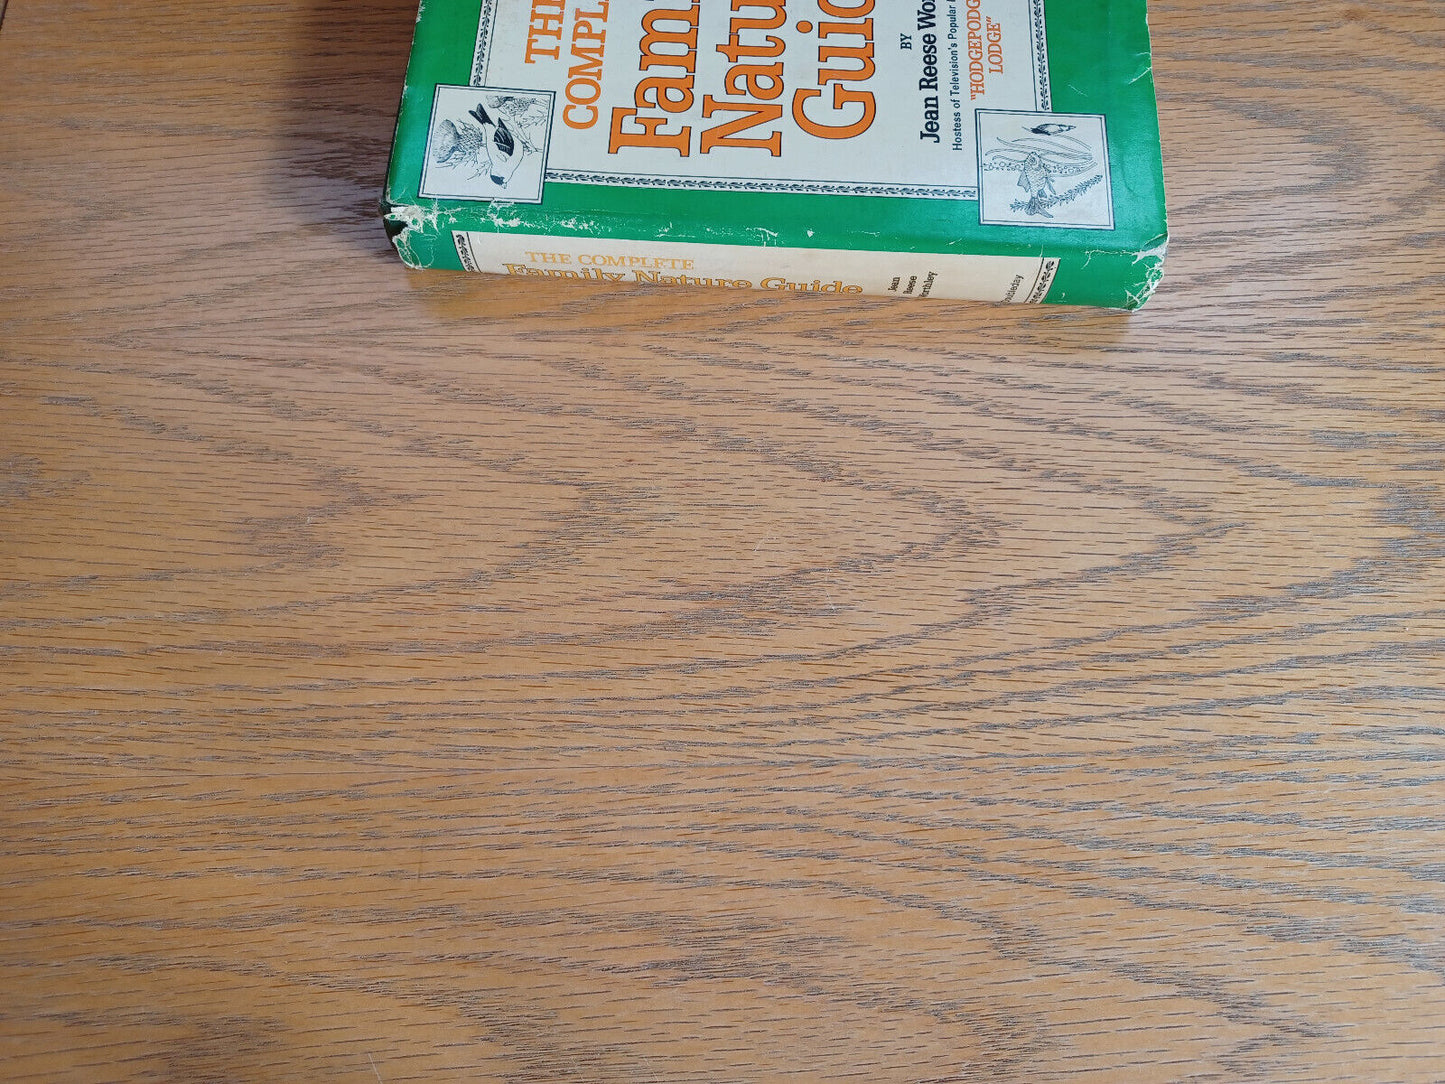 THE
COMPL
Fam
Natu
Guid
BY
Jean Reese Wor
Hostess of Television's Popular
"HODGEPODG
LODGE"
THE COMPLETE
Family Nature Guide
Jean
Reese
Worthley
Doubleday